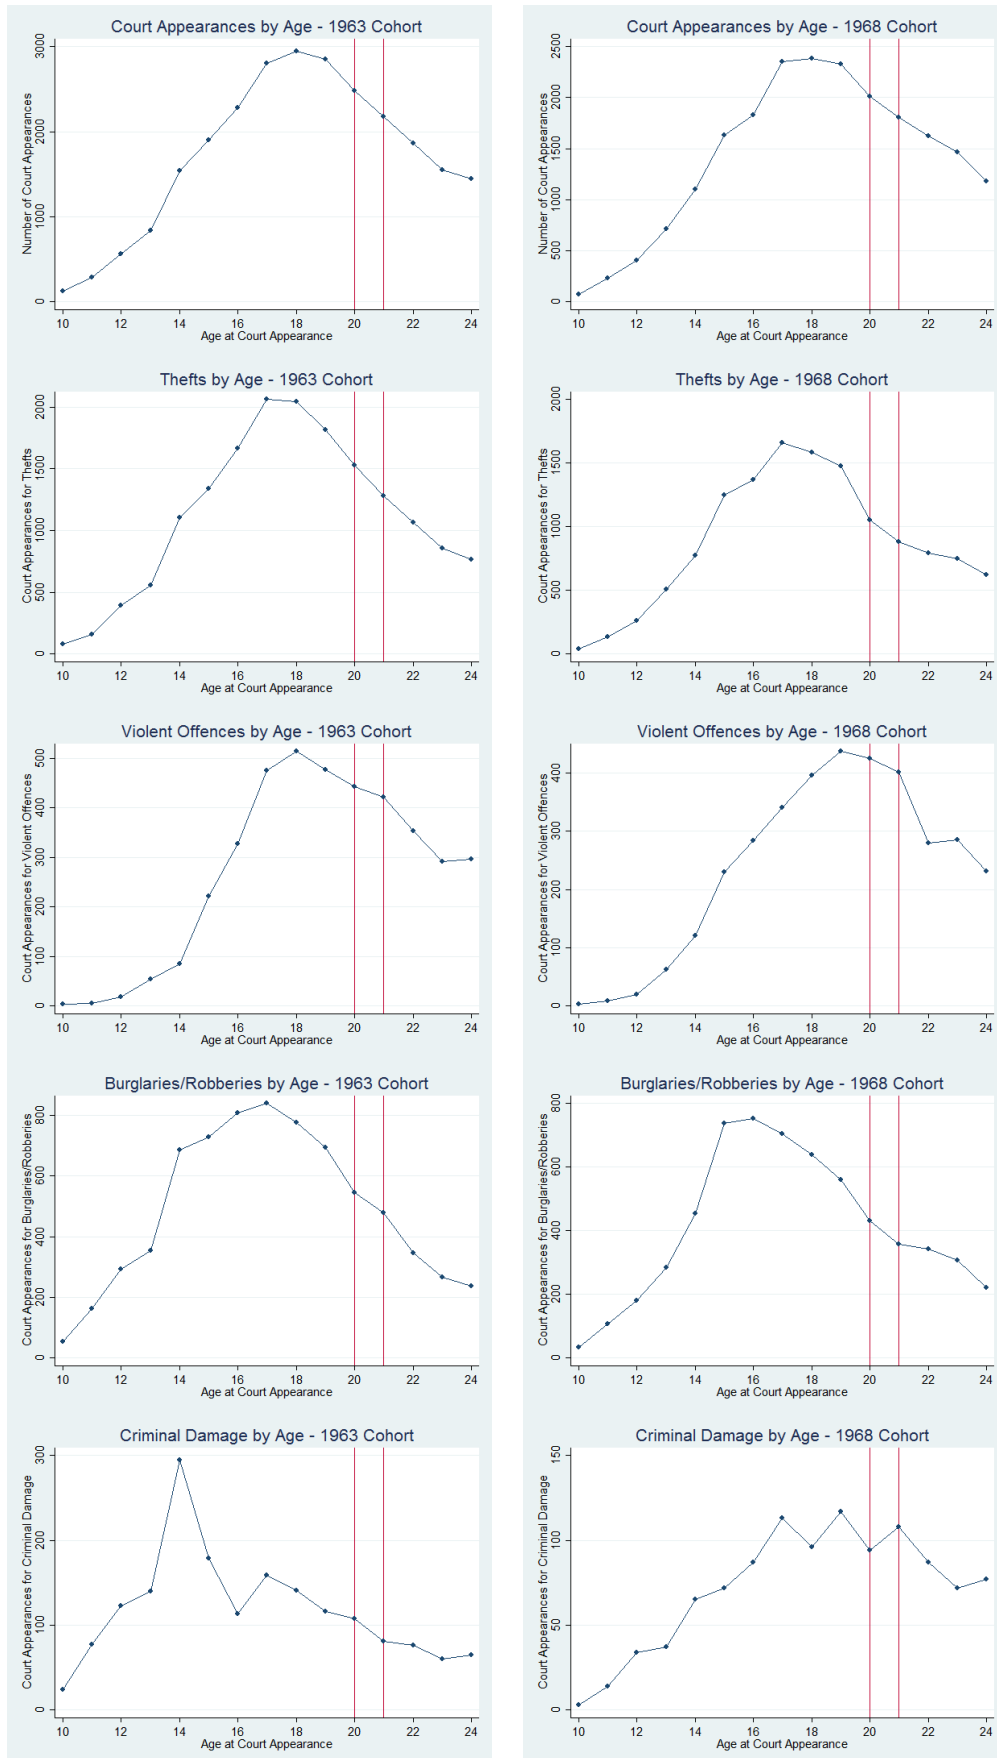 Court Appearances by Age - 1963 Cohort
Number of Court Appearances
3000
2000
1000
0
10 12 14 16 18 20 22 24
Age at Court Appearance
Court Appearances by Age - 1968 Cohort
Number of Court Appearances
2500
2000
1500
1000
500
0
10 12 14 16 18 20 22 24
Age at Court Appearance
Thefts by Age - 1963 Cohort
Court Appearances for Thefts
2000
1500
1000
500
0
10 12 14 16 18 20 22 24
Age at Court Appearance
Thefts by Age - 1968 Cohort
Court Appearances for Thefts
2000
1500
1000
500
0
10 12 14 16 18 20 22 24
Age at Court Appearance
Violent Offences by Age - 1963 Cohort
Court Appearances for Violent Offences
500
400
300
200
100
0
10 12 14 16 18 20 22 24
Age at Court Appearance
Violent Offences by Age - 1968 Cohort
Court Appearances for Violent Offences
400
300
200
100
0
10 12 14 16 18 20 22 24
Age at Court Appearance
Burglaries/Robberies by Age - 1963 Cohort
Court Appearances for Burglaries/Robberies
800
600
400
200
0
10 12 14 16 18 20 22 24
Age at Court Appearance
Burglaries/Robberies by Age - 1968 Cohort
Court Appearances for Burglaries/Robberies
800
600
400
200
0
10 12 14 16 18 20 22 24
Age at Court Appearance
Criminal Damage by Age - 1963 Cohort
Court Appearances for Criminal Damage
300
200
100
0
10 12 14 16 18 20 22 24
Age at Court Appearance
Criminal Damage by Age - 1968 Cohort
Court Appearances for Criminal Damage
150
100
50
0
10 12 14 16 18 20 22 24
Age at Court Appearance